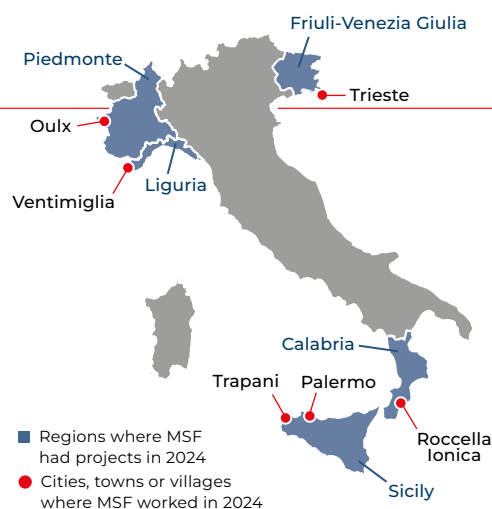 Friuli-Venezia Giulia
Piedmonte
Trieste
Oulx
Liguria
Ventimiglia
Calabria
Trapani
Palermo
Roccella
Ionica
Sicily
Regions where MSF
had projects in 2024
Cities, towns or villages
where MSF worked in 2024